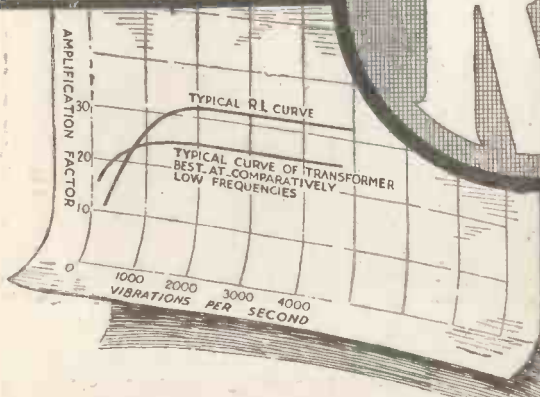 AMPLIFICATION FACTOR
30
20
10
0
TYPICAL R.I. CURVE
TYPICAL CURVE OF TRANSFORMER
BEST AT COMPARATIVELY
LOW FREQUENCIES
1000 2000 3000 4000
VIBRATIONS PER SECOND